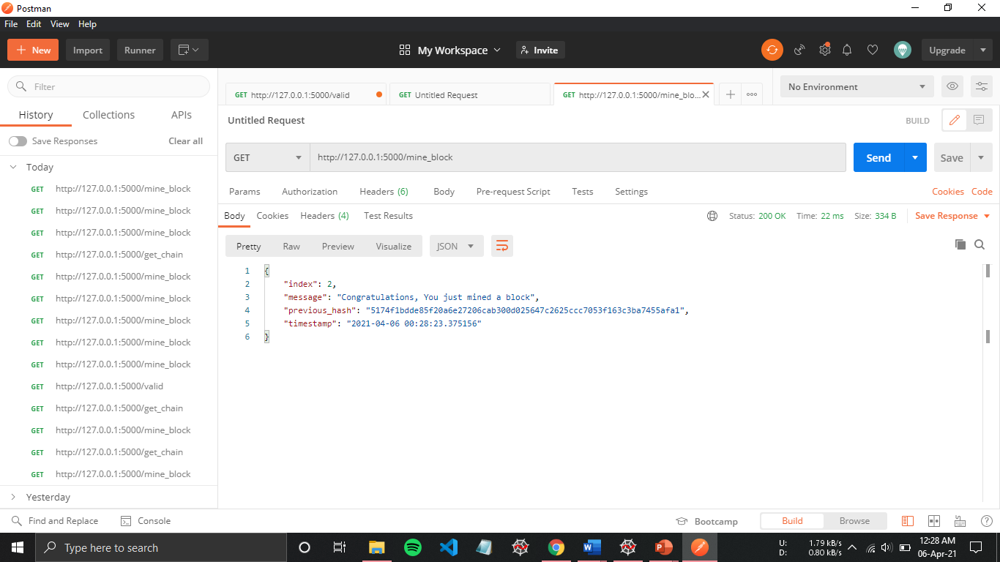 Postman
File Edit View Help
New Import Runner My Workspace Invite Upgrade
Filter
History Collections APIs
Save Responses Clear all
Today
GET http://127.0.0.1:5000/mine_block
GET http://127.0.0.1:5000/mine_block
GET http://127.0.0.1:5000/mine_block
GET http://127.0.0.1:5000/get_chain
GET http://127.0.0.1:5000/mine_block
GET http://127.0.0.1:5000/mine_block
GET http://127.0.0.1:5000/mine_block
GET http://127.0.0.1:5000/mine_block
GET http://127.0.0.1:5000/mine_block
GET http://127.0.0.1:5000/valid
GET http://127.0.0.1:5000/get_chain
GET http://127.0.0.1:5000/mine_block
GET http://127.0.0.1:5000/get_chain
GET http://127.0.0.1:5000/mine_block
Yesterday
GET http://127.0.0.1:5000/valid GET Untitled Request GET http://127.0.0.1:5000/mine_blo... No Environment
Untitled Request BUILD
GET http://127.0.0.1:5000/mine_block Send Save
Params Authorization Headers (6) Body Pre-request Script Tests Settings Cookies Code
Body Cookies Headers (4) Test Results Status: 200 OK Time: 22 ms Size: 334 B Save Response
Pretty Raw Preview Visualize JSON
1 {
2 "index": 2,
3 "message": "Congratulations, You just mined a block",
4 "previous_hash": "5174f1bdde85f20a6e27206cab300d025647c2625ccc7053f163c3ba7455afa1",
5 "timestamp": "2021-04-06 00:28:23.375156"
6 }
Find and Replace Console Bootcamp Build Browse
Type here to search U: 1.79 kB/s 12:28 AM
D: 0.80 kB/s 06-Apr-21